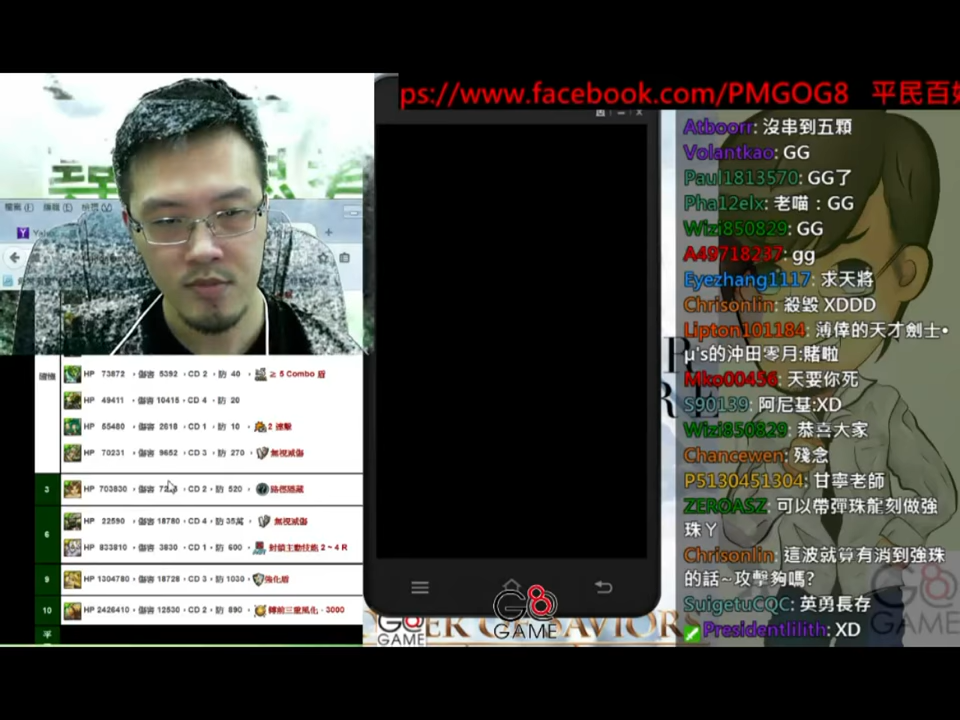 ps://www.facebook.com/PMGOG8 平民百
Atboorr: 沒串到五顆
Volantkao: GG
Paul1813570: GG了
Pha12elx: 老喵：GG
Wizi850829: GG
A49718237: gg
Eyezhang1117: 求天將
Chrisonlin: 殺毀 XDDD
Lipton101184: 薄倖的天才劍士•
μ's的沖田零月:賭啦
Mko00456: 天要你死
S90139: 阿尼基:XD
Wizi850829: 恭喜大家
Chancewen: 殘念
P5130451304: 甘寧老師
ZEROASZ: 可以帶彈珠龍刻做強
珠丫
Chrisonlin: 這波就算有消到強珠
的話~攻擊夠嗎?
SuigetuCQC: 英勇長存
Presidentlilith: XD
HP 73872，傷害 5392，CD 2，防 40， ≥ 5 Combo 盾
HP 49411，傷害 10415，CD 4，防 20
HP 55480，傷害 2018，CD 1，防 10， 2 連擊
HP 70231，傷害 9652，CD 3，防 270， 無視減傷
3 HP 703830，傷害 CD 2，防 520，
6 HP 22590，傷害 18780，CD 4，防 35萬， 無視減傷
HP 833810，傷害 3830，CD 1，防 600， 封鎖主動技能 2~4 R
9 HP 1304780，傷害 18728，CD 3，防 1030， 強化盾
10 HP 2426410，傷害 12530，CD 2，防 890， 轉前三屬風化，-3000
平
G8 GAME
G8 GAME
GAME
ER OF SAVIORS